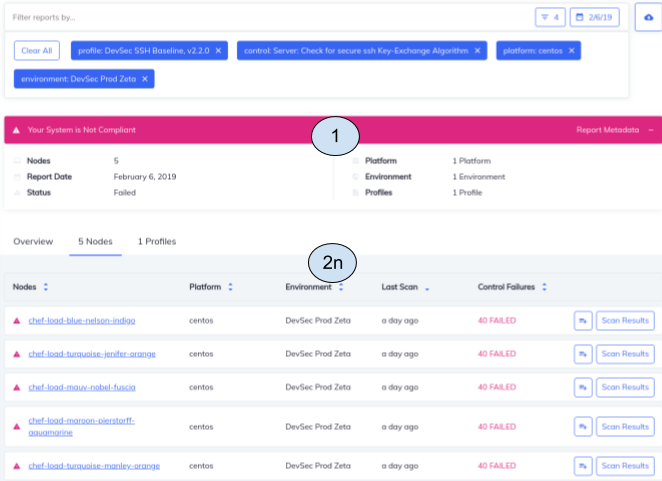 Filter reports by...
4
2/6/19
Clear All
profile: DevSec SSH Baseline, v2.2.0 ✕
control: Server: Check for secure ssh Key-Exchange Algorithm ✕
platform: centos ✕
environment: DevSec Prod Zeta ✕
Your System is Not Compliant
1
Report Metadata –
Nodes 5
Report Date February 6, 2019
Status Failed
Platform 1 Platform
Environment 1 Environment
Profiles 1 Profile
Overview 5 Nodes 1 Profiles
2n
Nodes Platform Environment Last Scan Control Failures
chef-load-blue-nelson-indigo centos DevSec Prod Zeta a day ago 40 FAILED Scan Results
chef-load-turquoise-jenifer-orange centos DevSec Prod Zeta a day ago 40 FAILED Scan Results
chef-load-mauv-nobel-fuscia centos DevSec Prod Zeta a day ago 40 FAILED Scan Results
chef-load-maroon-pierstorff-
aquamarine centos DevSec Prod Zeta a day ago 40 FAILED Scan Results
chef-load-turquoise-manley-orange centos DevSec Prod Zeta a day ago 40 FAILED Scan Results